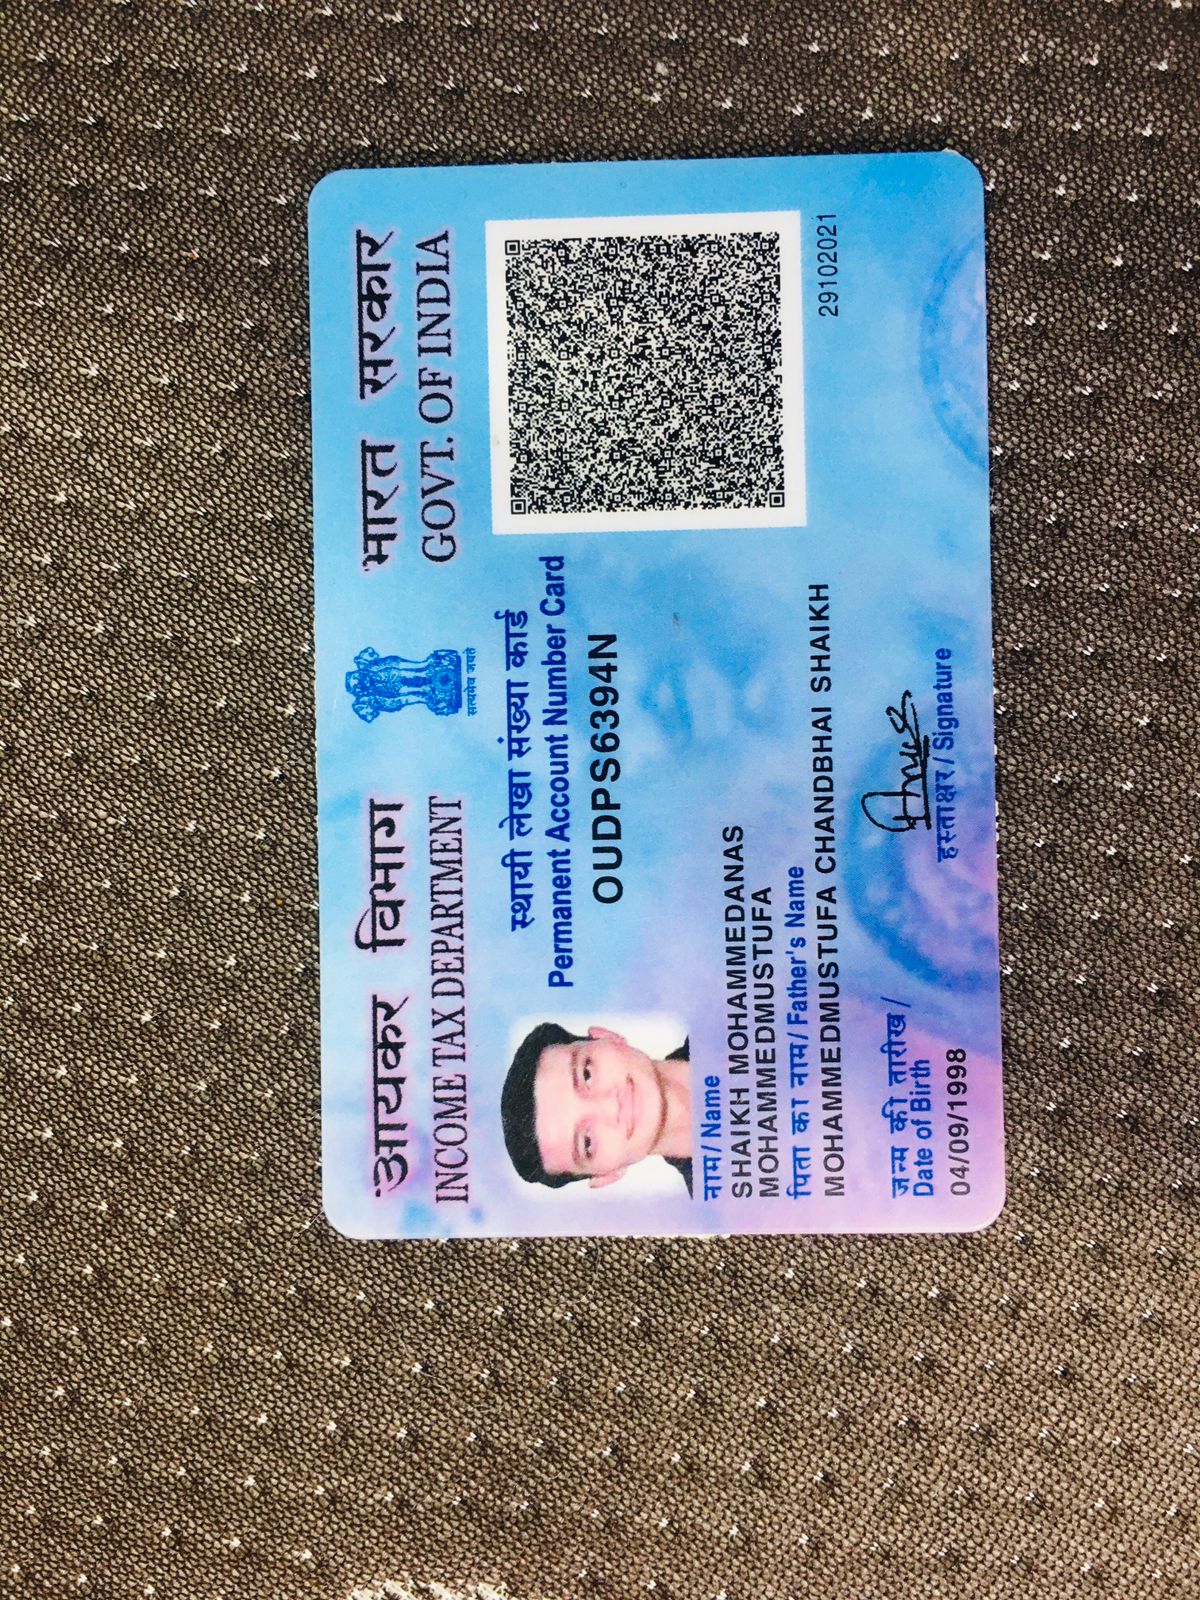 आयकर विभाग
INCOME TAX DEPARTMENT
सत्यमेव जयते
भारत सरकार
GOVT. OF INDIA
स्थायी लेखा संख्या कार्ड
Permanent Account Number Card
OUDPS6394N
नाम / Name
SHAIKH MOHAMMEDANAS
MOHAMMEDMUSTUFA
पिता का नाम / Father's Name
MOHAMMEDMUSTUFA CHANDBHAI SHAIKH
जन्म की तारीख /
Date of Birth
04/09/1998
हस्ताक्षर / Signature
29102021